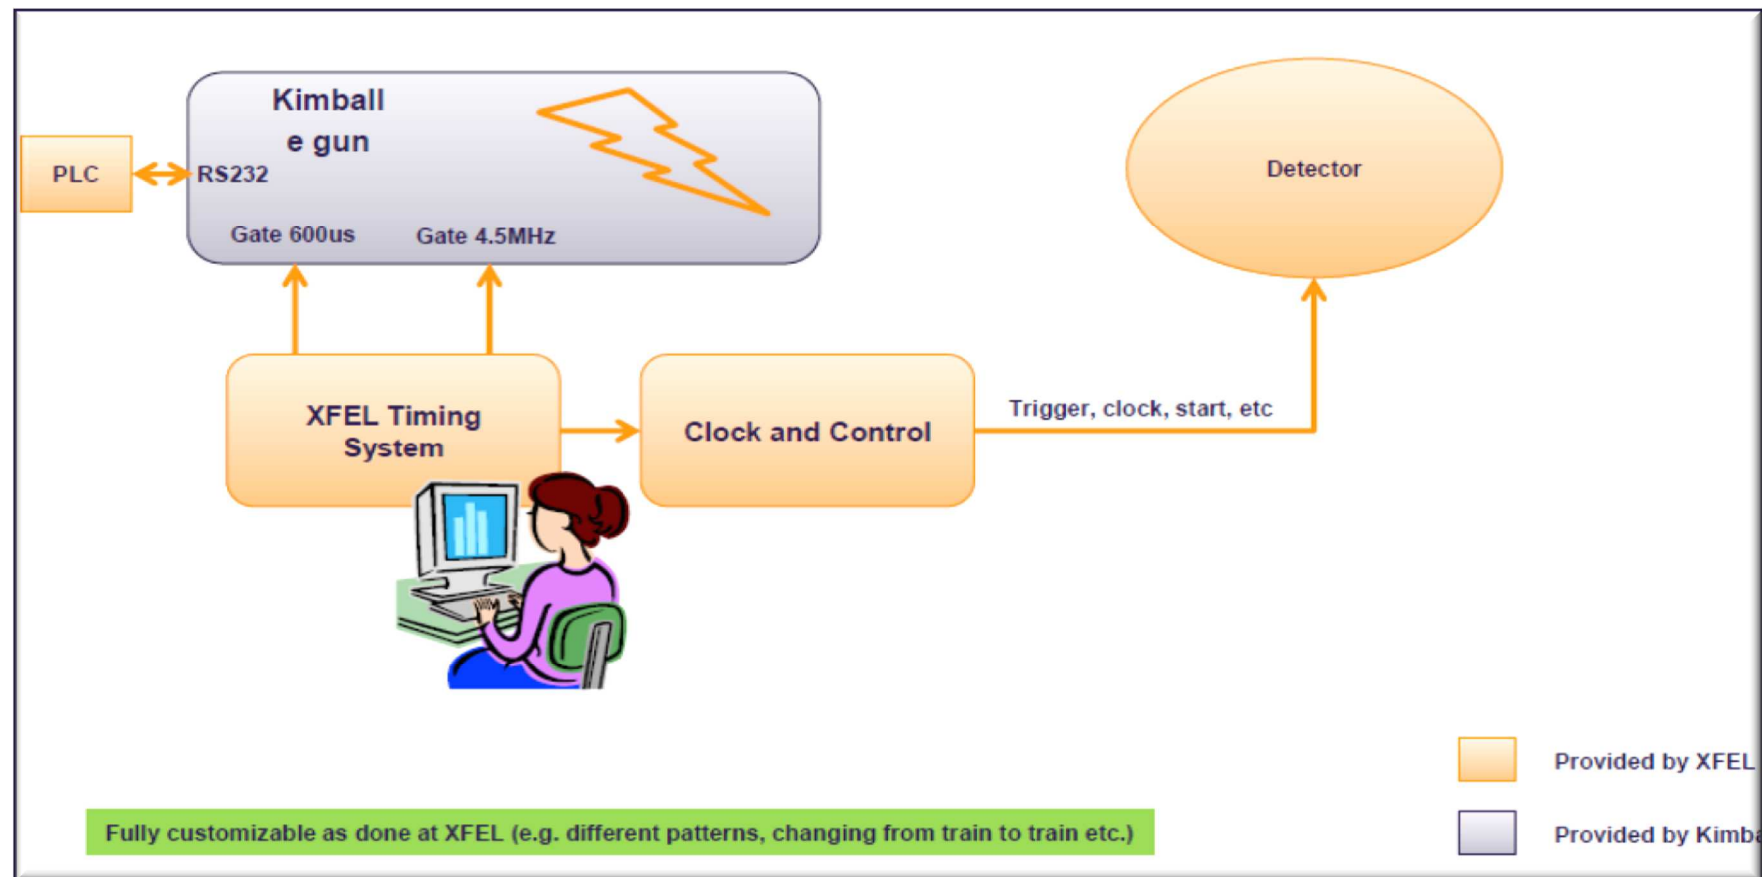 Kimball
e gun
PLC
RS232
Gate 600us
Gate 4.5MHz
Detector
XFEL Timing
System
Clock and Control
Trigger, clock, start, etc
Provided by XFEL
Provided by Kimba
Fully customizable as done at XFEL (e.g. different patterns, changing from train to train etc.)